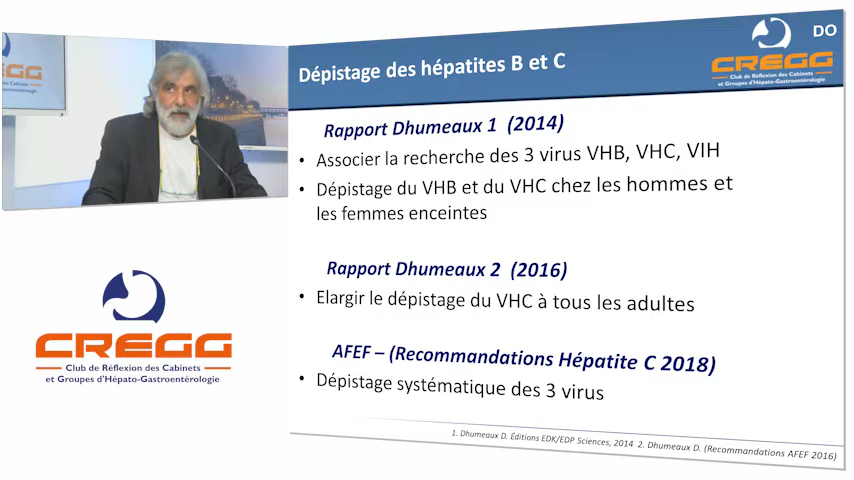 CREGG
Dépistage des hépatites B et C
DO
CREGG
Club de Réflexion des Cabinets
et Groupes d'Hépato-Gastroentérologie
Rapport Dhumeaux 1 (2014)
• Associer la recherche des 3 virus VHB, VHC, VIH
• Dépistage du VHB et du VHC chez les hommes et
les femmes enceintes
Rapport Dhumeaux 2 (2016)
• Elargir le dépistage du VHC à tous les adultes
AFEF – (Recommandations Hépatite C 2018)
• Dépistage systématique des 3 virus
1. Dhumeaux D. Éditions EDK/EDP Sciences, 2014 2. Dhumeaux D. (Recommandations AFEF 2016)
CREGG
Club de Réflexion des Cabinets
et Groupes d'Hépato-Gastroentérologie